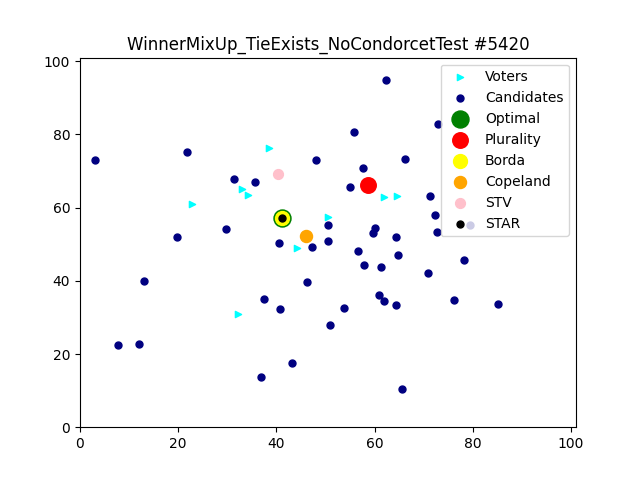 WinnerMixUp_TieExists_NoCondorcetTest #5420
100
80
60
40
20
0
0 20 40 60 80 100
Voters
Candidates
Optimal
Plurality
Borda
Copeland
STV
STAR